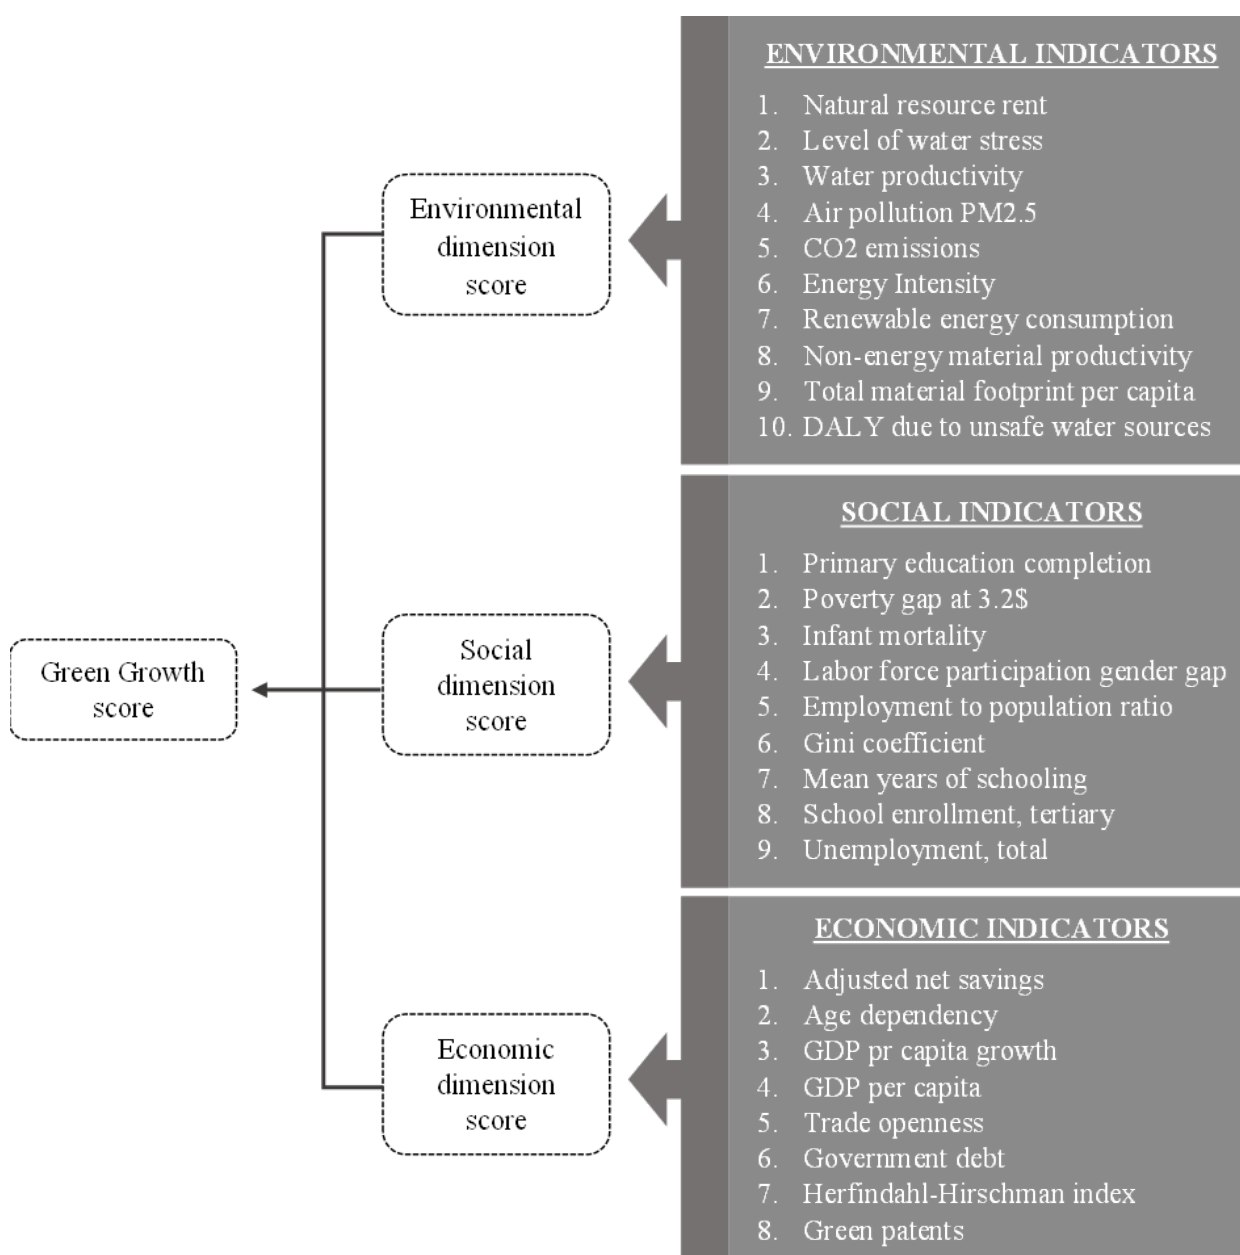 ENVIRONMENTAL INDICATORS
1. Natural resource rent
2. Level of water stress
3. Water productivity
4. Air pollution PM2.5
5. CO2 emissions
6. Energy Intensity
7. Renewable energy consumption
8. Non-energy material productivity
9. Total material footprint per capita
10. DALY due to unsafe water sources
Environmental
dimension
score
SOCIAL INDICATORS
1. Primary education completion
2. Poverty gap at 3.2$
3. Infant mortality
4. Labor force participation gender gap
5. Employment to population ratio
6. Gini coefficient
7. Mean years of schooling
8. School enrollment, tertiary
9. Unemployment, total
Social
dimension
score
Green Growth
score
ECONOMIC INDICATORS
1. Adjusted net savings
2. Age dependency
3. GDP pr capita growth
4. GDP per capita
5. Trade openness
6. Government debt
7. Herfindahl-Hirschman index
8. Green patents
Economic
dimension
score